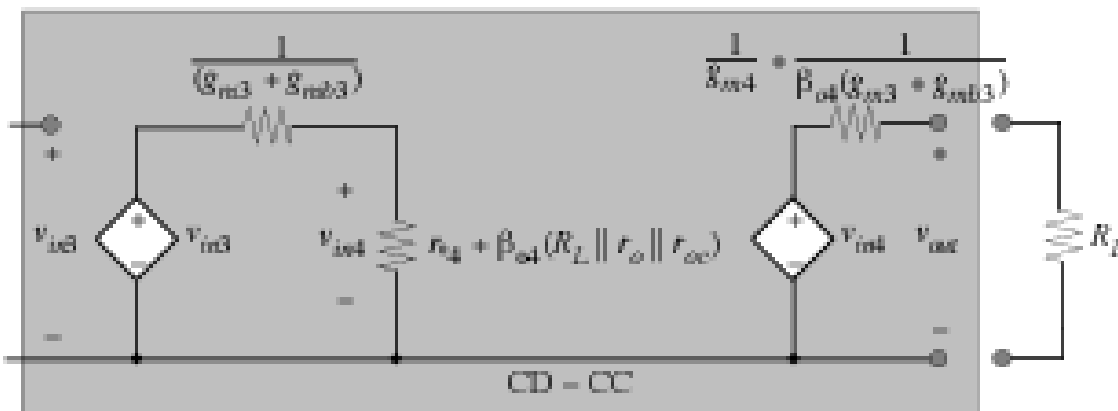 1 / (g_m3 + g_mb3)
1 / g_m4 + 1 / β_o4(g_m3 + g_mb3)
+ + + + + +
v_in3 v_in3 v_in4 r_π4 + β_o4(R_L || r_o || r_oc) v_in4 v_out R_L
− − − − − −
CD – CC